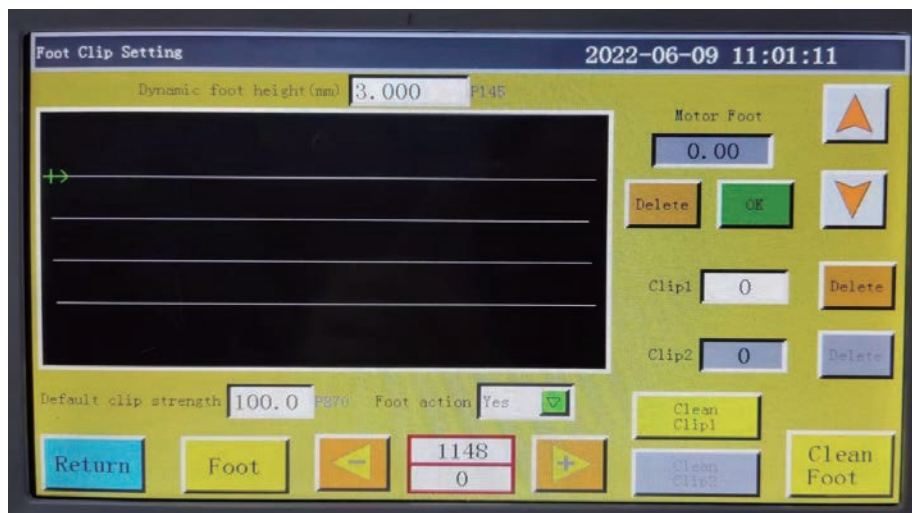 Foot Clip Setting 2022-06-09 11:01:11
Dynamic foot height(mm) 3.000 P145
Motor Foot
0.00
Delete OK
Clip1 0 Delete
Clip2 0 Delete
Default clip strength 100.0 P870 Foot action Yes
Clean
Clip1
Return Foot - 1148 +
0
Clean
Clip2
Clean
Foot